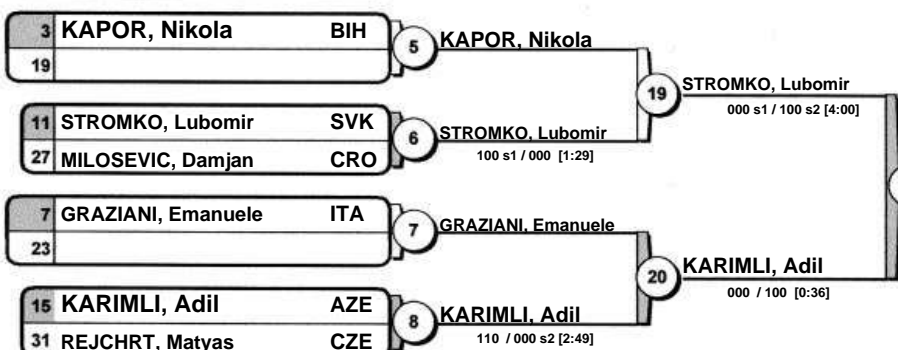 3 KAPOR, Nikola BIH
19
5 KAPOR, Nikola
11 STROMKO, Lubomir SVK
27 MILOSEVIC, Damjan CRO
6 STROMKO, Lubomir
100 s1 / 000 [1:29]
19 STROMKO, Lubomir
000 s1 / 100 s2 [4:00]
7 GRAZIANI, Emanuele ITA
23
7 GRAZIANI, Emanuele
15 KARIMLI, Adil AZE
31 REJCHRT, Matyas CZE
8 KARIMLI, Adil
110 / 000 s2 [2:49]
20 KARIMLI, Adil
000 / 100 [0:36]